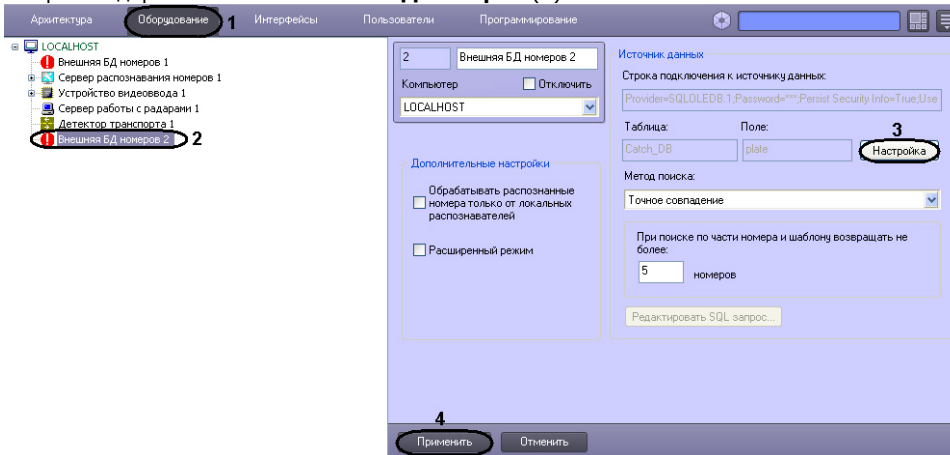 Архитектура Оборудование 1 Интерфейсы Пользователи Программирование
LOCALHOST
Внешняя БД номеров 1
Сервер распознавания номеров 1
Устройство видеоввода 1
Сервер работы с радарами 1
Детектор транспорта 1
Внешняя БД номеров 2 2
2 Внешняя БД номеров 2
Компьютер Отключить
LOCALHOST
Дополнительные настройки
Обрабатывать распознанные
номера только от локальных
распознавателей
Расширенный режим
Источник данных
Строка подключения к источнику данных:
Provider=SQLOLEDB.1;Password="";Persist Security Info=True;Use
Таблица: Поле: 3
Catch_DB plate Настройка
Метод поиска:
Точное совпадение
При поиске по части номера и шаблону возвращать не
более:
5 номеров
Редактировать SQL запрос...
4
Применить Отменить